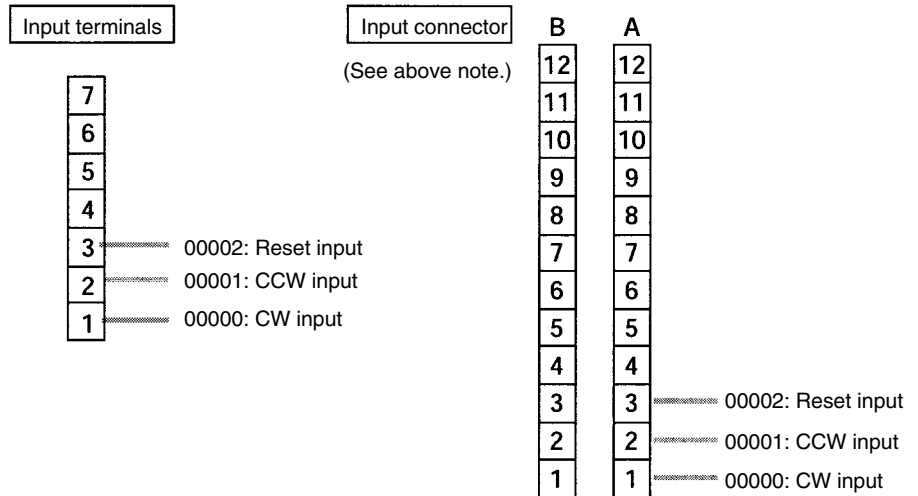 Input terminals
7
6
5
4
3 00002: Reset input
2 00001: CCW input
1 00000: CW input
Input connector
(See above note.)
B A
12 12
11 11
10 10
9 9
8 8
7 7
6 6
5 5
4 4
3 3 00002: Reset input
2 2 00001: CCW input
1 1 00000: CW input